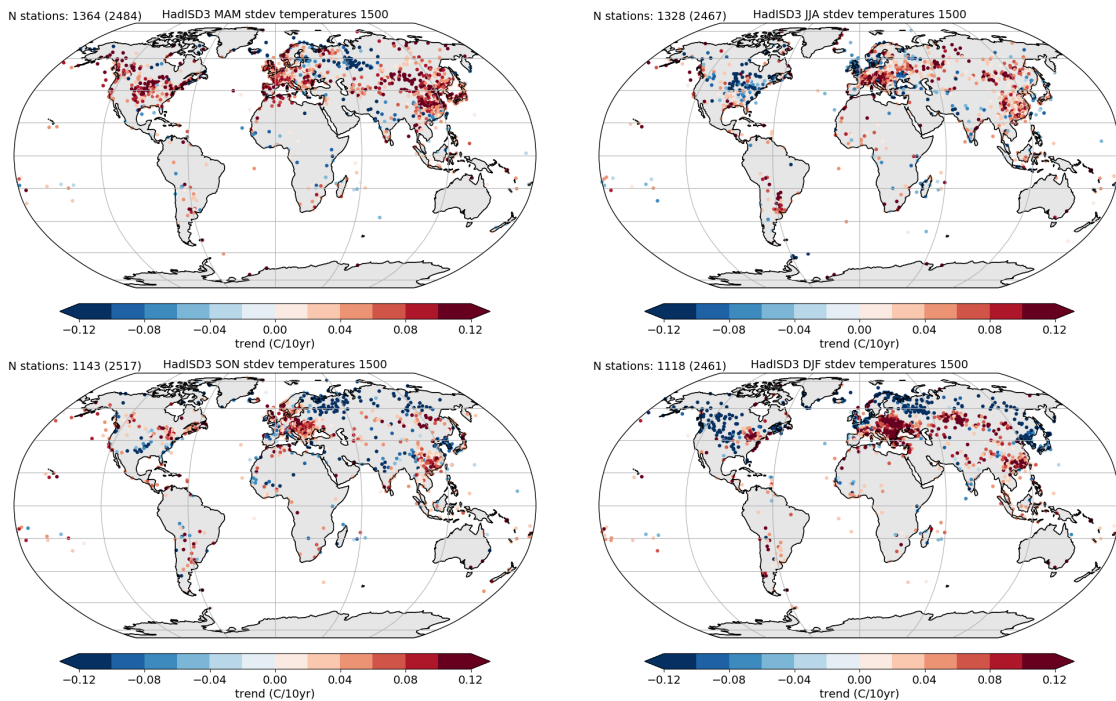 N stations: 1364 (2484) HadISD3 MAM stdev temperatures 1500
−0.12 −0.08 −0.04 0.00 0.04 0.08 0.12
trend (C/10yr)
N stations: 1328 (2467) HadISD3 JJA stdev temperatures 1500
−0.12 −0.08 −0.04 0.00 0.04 0.08 0.12
trend (C/10yr)
N stations: 1143 (2517) HadISD3 SON stdev temperatures 1500
−0.12 −0.08 −0.04 0.00 0.04 0.08 0.12
trend (C/10yr)
N stations: 1118 (2461) HadISD3 DJF stdev temperatures 1500
−0.12 −0.08 −0.04 0.00 0.04 0.08 0.12
trend (C/10yr)